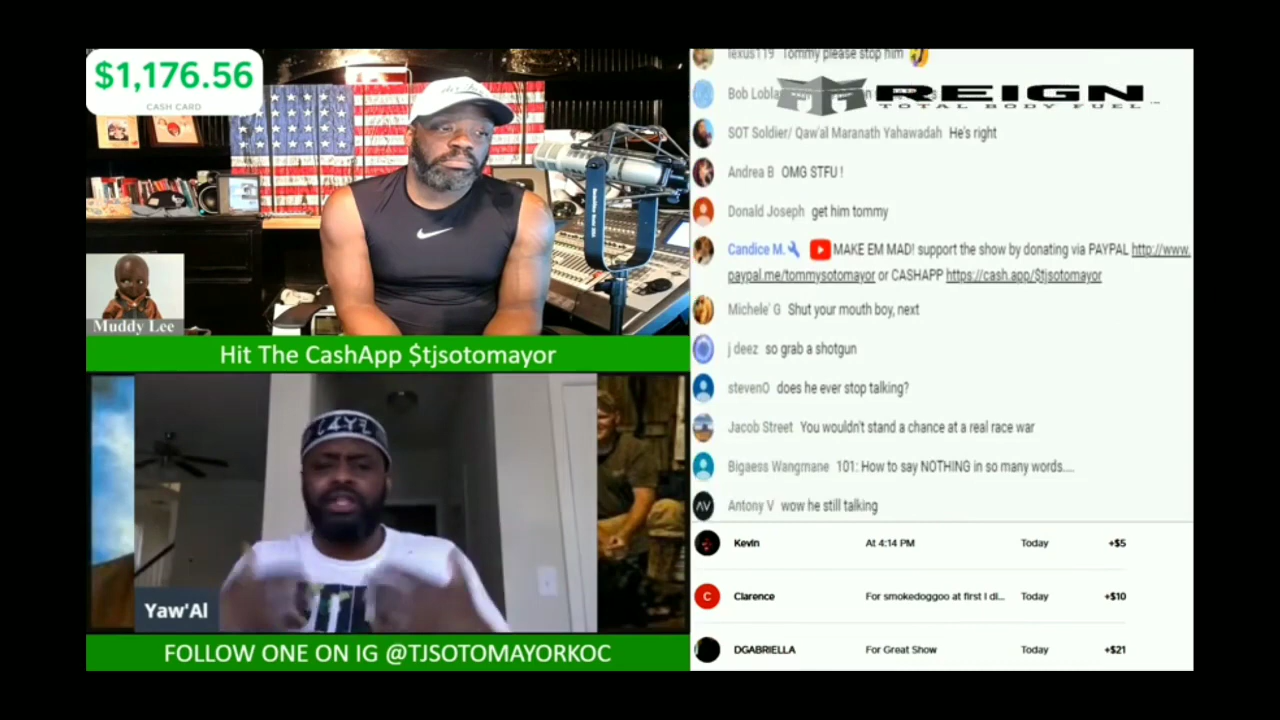 $1,176.56
CASH CARD
Muddy Lee
Hit The CashApp $tjsotomayor
Yaw'Al
FOLLOW ONE ON IG @TJSOTOMAYORKOC
lexus119 Tommy please stop him
Bob Lobla
REIGN
TOTAL BODY FUEL
SOT Soldier/ Qaw'al Maranath Yahawadah He's right
Andrea B OMG STFU !
Donald Joseph get him tommy
Candice M. MAKE EM MAD! support the show by donating via PAYPAL http://www.
paypal.me/tommysotomayor or CASHAPP https://cash.app/$tjsotomayor
Michele' G Shut your mouth boy, next
j deez so grab a shotgun
stevenO does he ever stop talking?
Jacob Street You wouldn't stand a chance at a real race war
Bigaess Wangmane 101: How to say NOTHING in so many words....
AV Antony V wow he still talking
Kevin At 4:14 PM Today +$5
C Clarence For smokedoggoo at first I di... Today +$10
DGABRIELLA For Great Show Today +$21